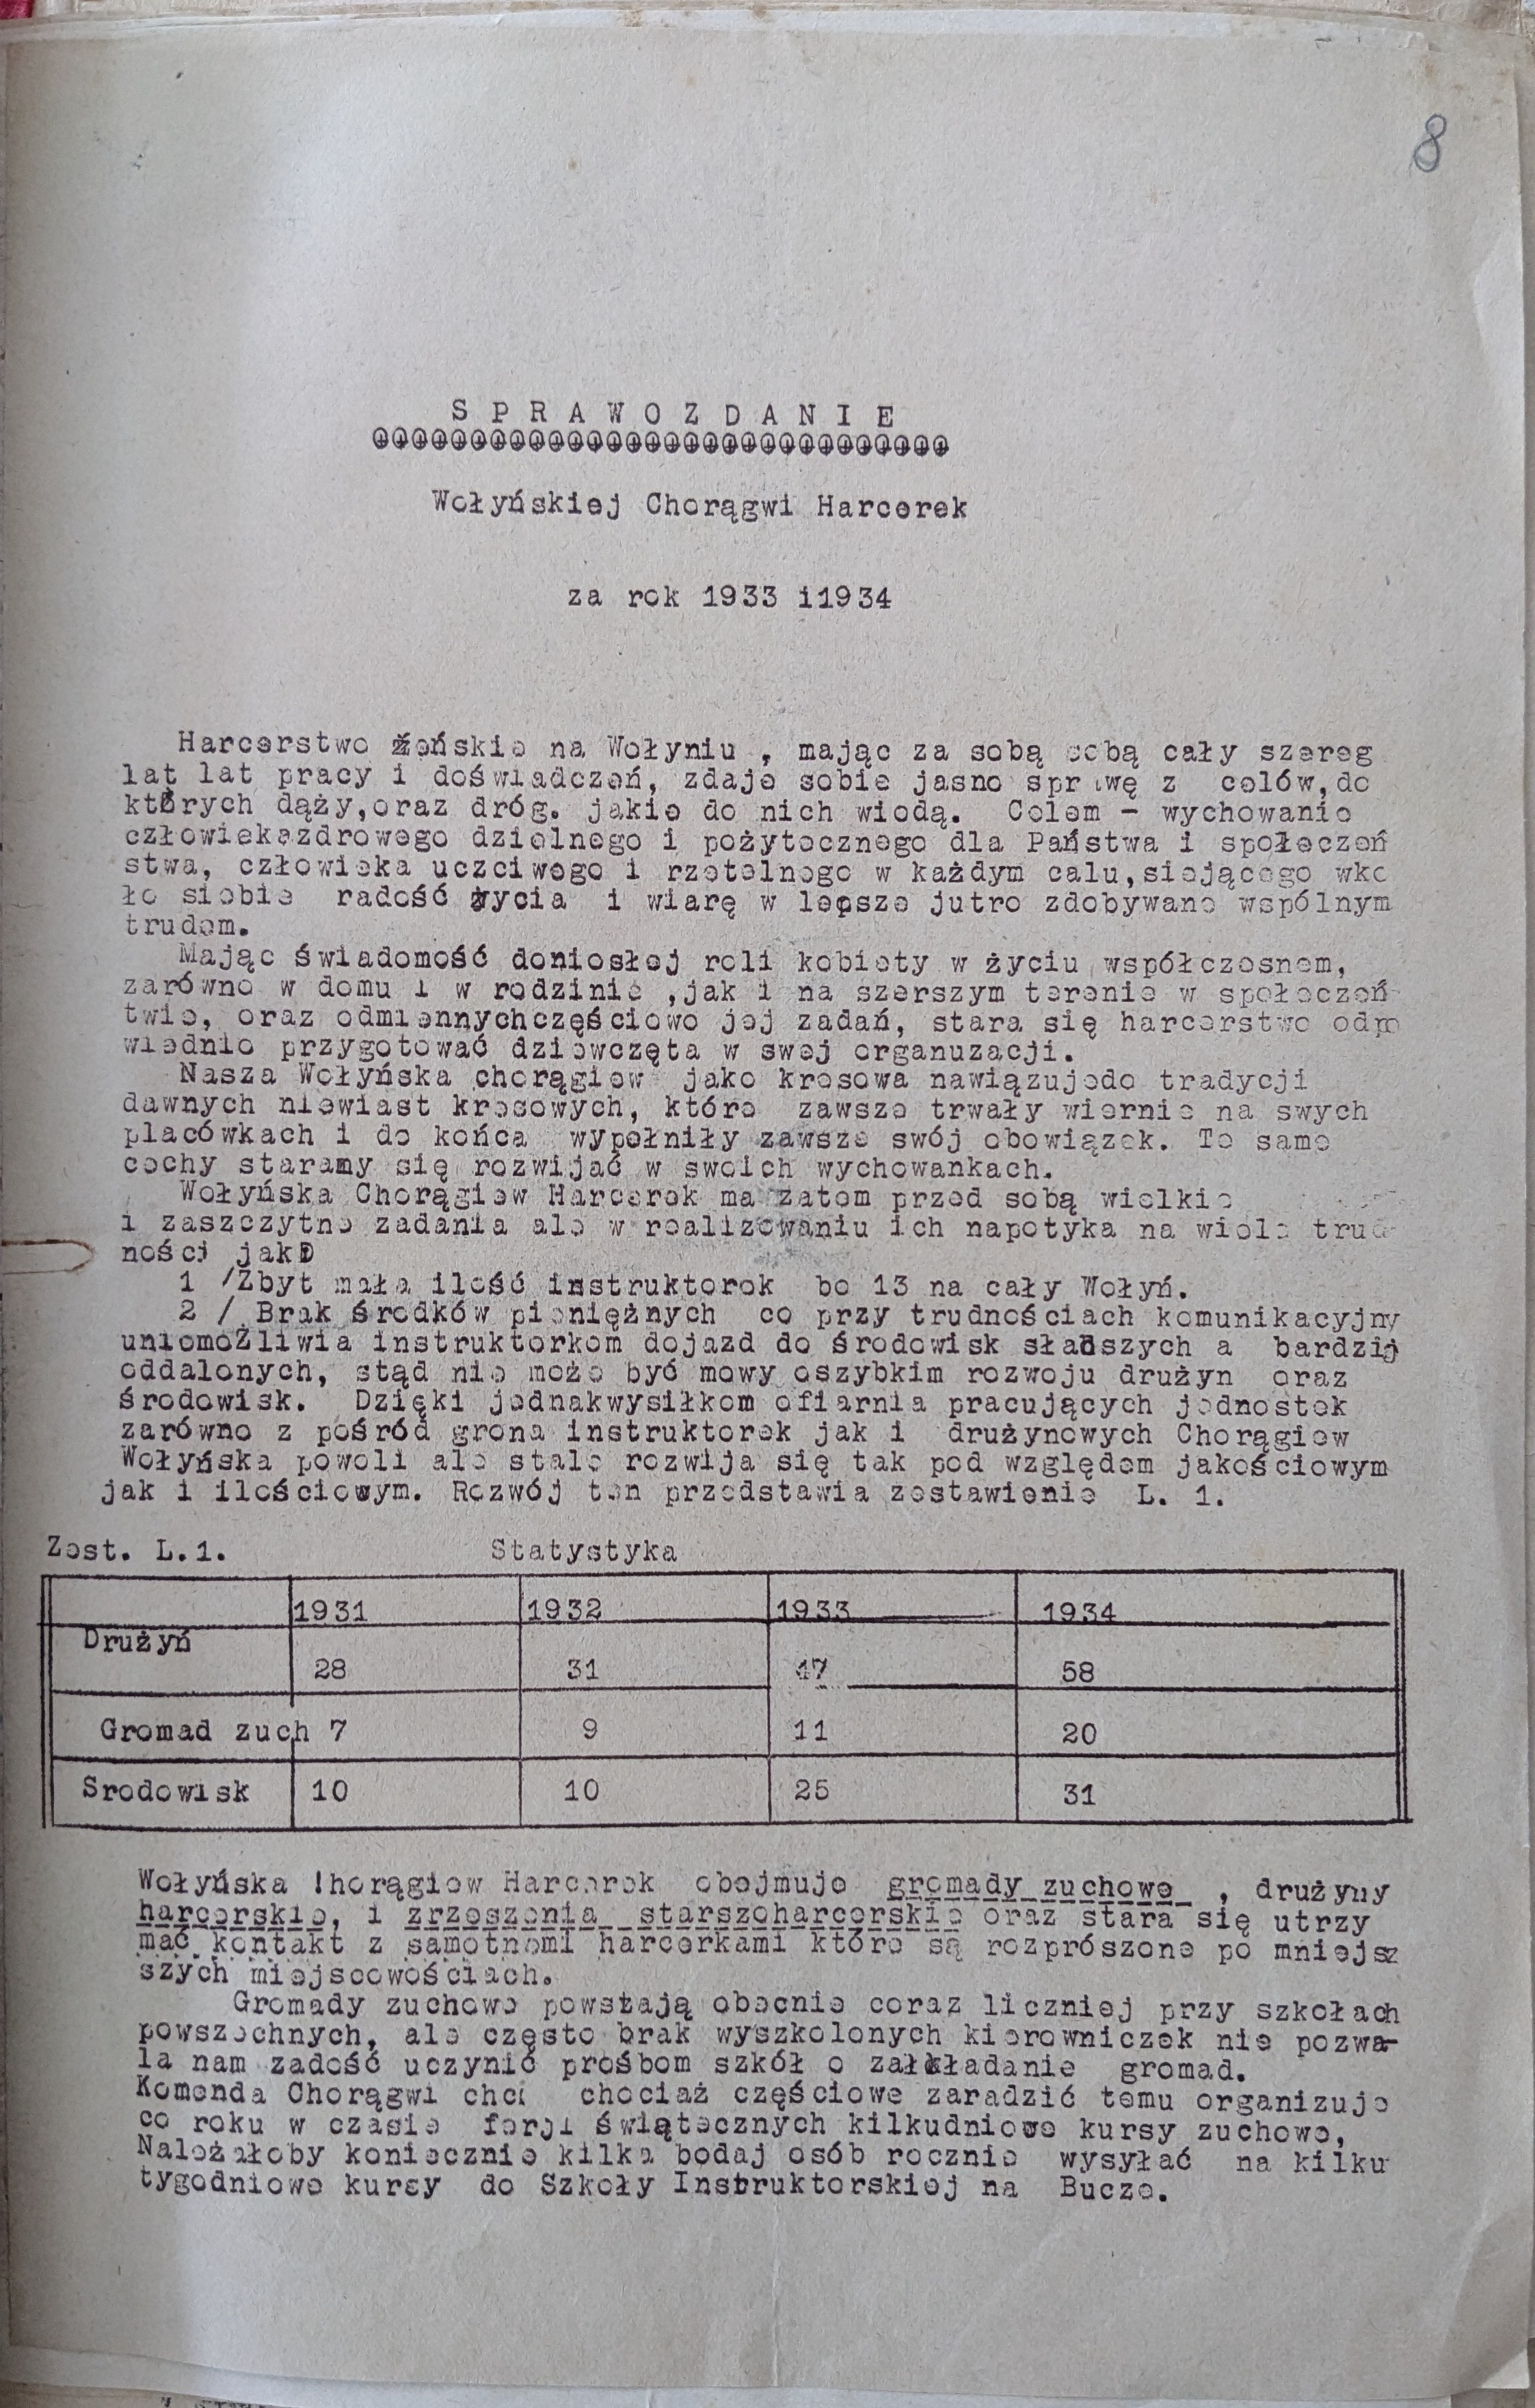 8
S P R A W O Z D A N I E
Wołyńskiej Chorągwi Harcerek
za rok 1933 i1934
Harcerstwo żeńskie na Wołyniu , mając za sobą sobą cały szereg
lat lat pracy i doświadczeń, zdaje sobie jasno sprawę z celów,do
których dąży,oraz dróg. jakie do nich wiodą. Celem - wychowanie
człowiekazdrowego dzielnego i pożytecznego dla Państwa i społeczeń
stwa, człowieka uczciwego i rzetelnego w każdym calu,siejącego wko
ło siebie radość życia i wiarę w lepsze jutro zdobywane wspólnym
trudem.
Mając świadomość doniosłej roli kobiety w życiu współczesnem,
zarówno w domu i w rodzinie ,jak i na szerszym terenie w społeczeń
twie, oraz odmiennychczęściowo jej zadań, stara się harcerstwo odpo
wiednio przygotować dziewczęta w swej organuzacji.
Nasza Wołyńska chorągiew jako kresowa nawiązujedo tradycji
dawnych niewiast kresowych, które zawsze trwały wiernie na swych
placówkach i do końca wypełniły zawsze swój obowiązek. Te same
cechy staramy się rozwijać w swoich wychowankach.
Wołyńska Chorągiew Harcerek ma zatem przed sobą wielkie
i zaszczytne zadania ale w realizowaniu ich napotyka na wiele trud
ności jakD
1 /Zbyt mała ilość instruktorek bo 13 na cały Wołyń.
2 / Brak środków pieniężnych co przy trudnościach komunikacyjny
uniemoŻliwia instruktorkom dojazd do środowisk słabszych a bardzij
oddalonych, stąd nie może być mowy oszybkim rozwoju drużyn oraz
środowisk. Dzięki jednakwysiłkom ofiarnia pracujących jednostek
zarówno z pośród grona instruktorek jak i drużynowych Chorągiew
Wołyńska powoli ale stale rozwija się tak pod względem jakościowym
jak i ilościowym. Rozwój ten przedstawia zestawienie L. 1.
Zest. L.1. Statystyka
1931 1932 1933 1934
Drużyń
28 31 47 58
Gromad zuch 7 9 11 20
Srodowisk 10 10 25 31
Wołyńska !horągiew Harcerek obejmuje gromady zuchowe , drużyny
harcerskie, i zrzeszenia starszoharcerskie oraz stara się utrzy
mać kontakt z samotnemi harcerkami które są rozprószone po mniejsz
szych miejscowościach.
Gromady zuchowe powstają obecnie coraz liczniej przy szkołach
powszechnych, ale często brak wyszkolonych kierowniczek nie pozwa-
la nam zadość uczynić prośbom szkół o załkładanie gromad.
Komenda Chorągwi chcą chociaż częściowe zaradzić temu organizuje
co roku w czasie ferji świątecznych kilkudniowe kursy zuchowe,
Należałoby koniecznie kilka bodaj osób rocznie wysyłać na kilku
tygodniowe kursy do Szkoły Instruktorskiej na Bucze.